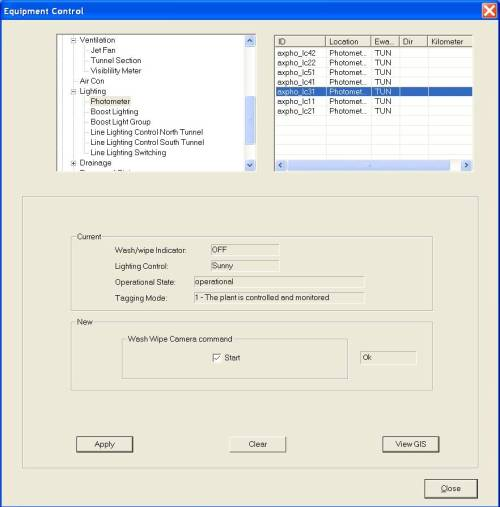 Equipment Control
Ventilation
Jet Fan
Tunnel Section
Visibility Meter
Air Con
Lighting
Photometer
Boost Lighting
Boost Light Group
Line Lighting Control North Tunnel
Line Lighting Control South Tunnel
Line Lighting Switching
Drainage
ID Location Ewa... Dir Kilometer
axpho_lc42 Photomet... TUN
axpho_lc22 Photomet... TUN
axpho_lc51 Photomet... TUN
axpho_lc41 Photomet... TUN
axpho_lc31 Photomet... TUN
axpho_lc11 Photomet... TUN
axpho_lc21 Photomet... TUN
Current
Wash/wipe Indicator: OFF
Lighting Control: Sunny
Operational State: operational
Tagging Mode: 1 - The plant is controlled and monitored
New
Wash Wipe Camera command
Start
Ok
Apply
Clear
View GIS
Close